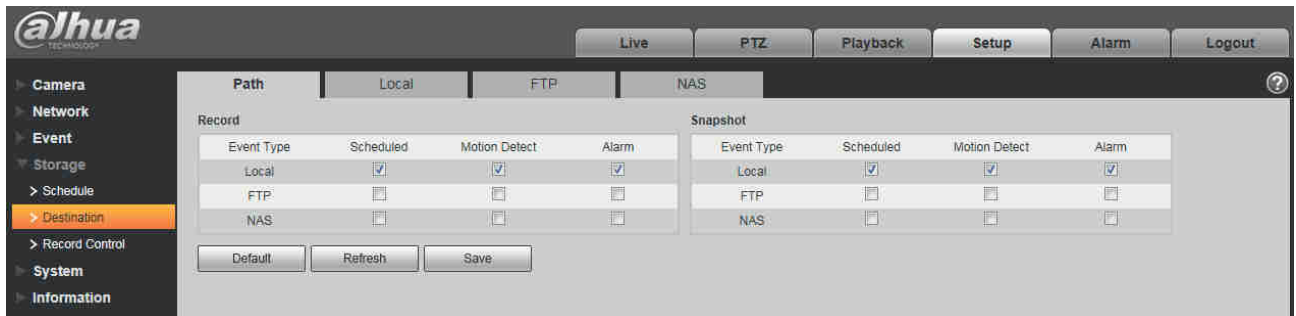 alhua
TECHNOLOGY
Live PTZ Playback Setup Alarm Logout
Camera
Network
Event
Storage
> Schedule
> Destination
> Record Control
System
Information
Path Local FTP NAS ?
Record
Event Type Scheduled Motion Detect Alarm
Local
FTP
NAS
Snapshot
Event Type Scheduled Motion Detect Alarm
Local
FTP
NAS
Default Refresh Save